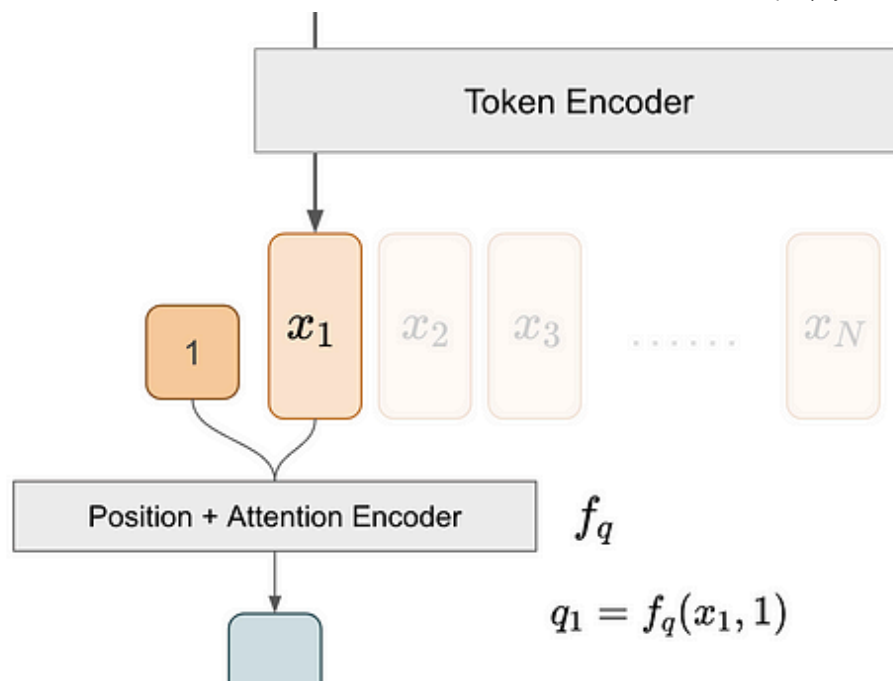 Token Encoder
1
x₁ x₂ x₃ ...... x_N
Position + Attention Encoder
f_q
q₁ = f_q(x₁, 1)